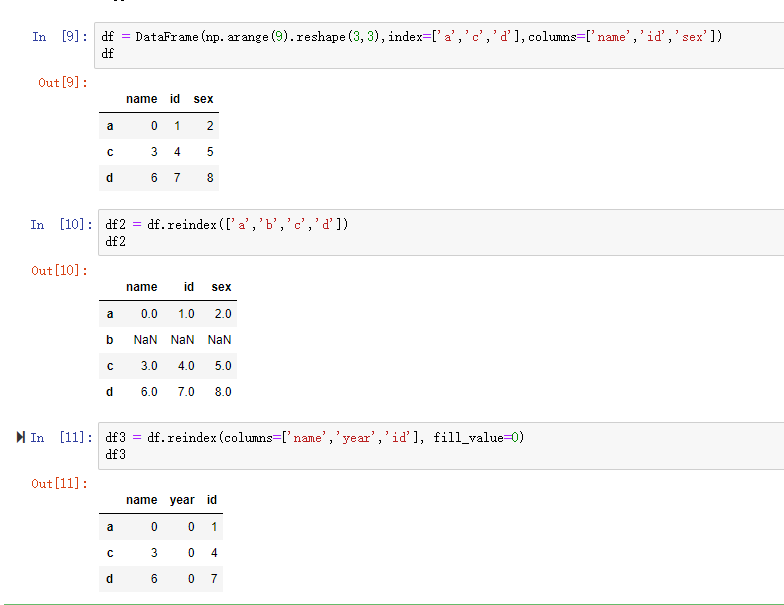 In [9]: df = DataFrame(np.arange(9).reshape(3,3),index=['a','c','d'],columns=['name','id','sex'])
df
Out[9]:
name id sex
a 0 1 2
c 3 4 5
d 6 7 8
In [10]: df2 = df.reindex(['a','b','c','d'])
df2
Out[10]:
name id sex
a 0.0 1.0 2.0
b NaN NaN NaN
c 3.0 4.0 5.0
d 6.0 7.0 8.0
In [11]: df3 = df.reindex(columns=['name','year','id'], fill_value=0)
df3
Out[11]:
name year id
a 0 0 1
c 3 0 4
d 6 0 7